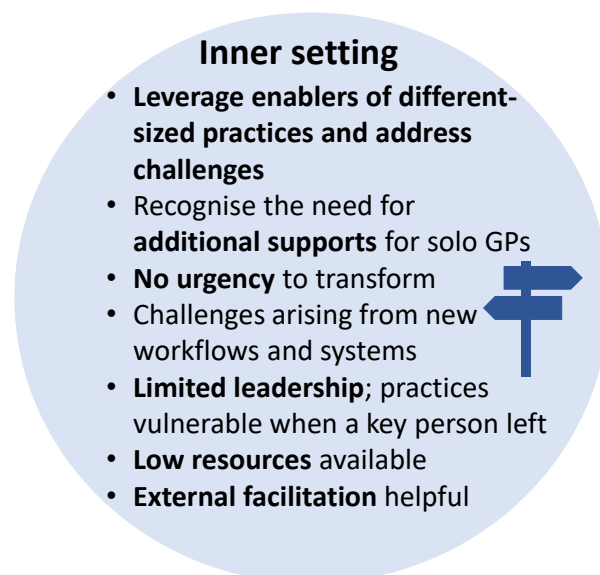 Inner setting
• Leverage enablers of different-
sized practices and address
challenges
• Recognise the need for
additional supports for solo GPs
• No urgency to transform
• Challenges arising from new
workflows and systems
• Limited leadership; practices
vulnerable when a key person left
• Low resources available
• External facilitation helpful